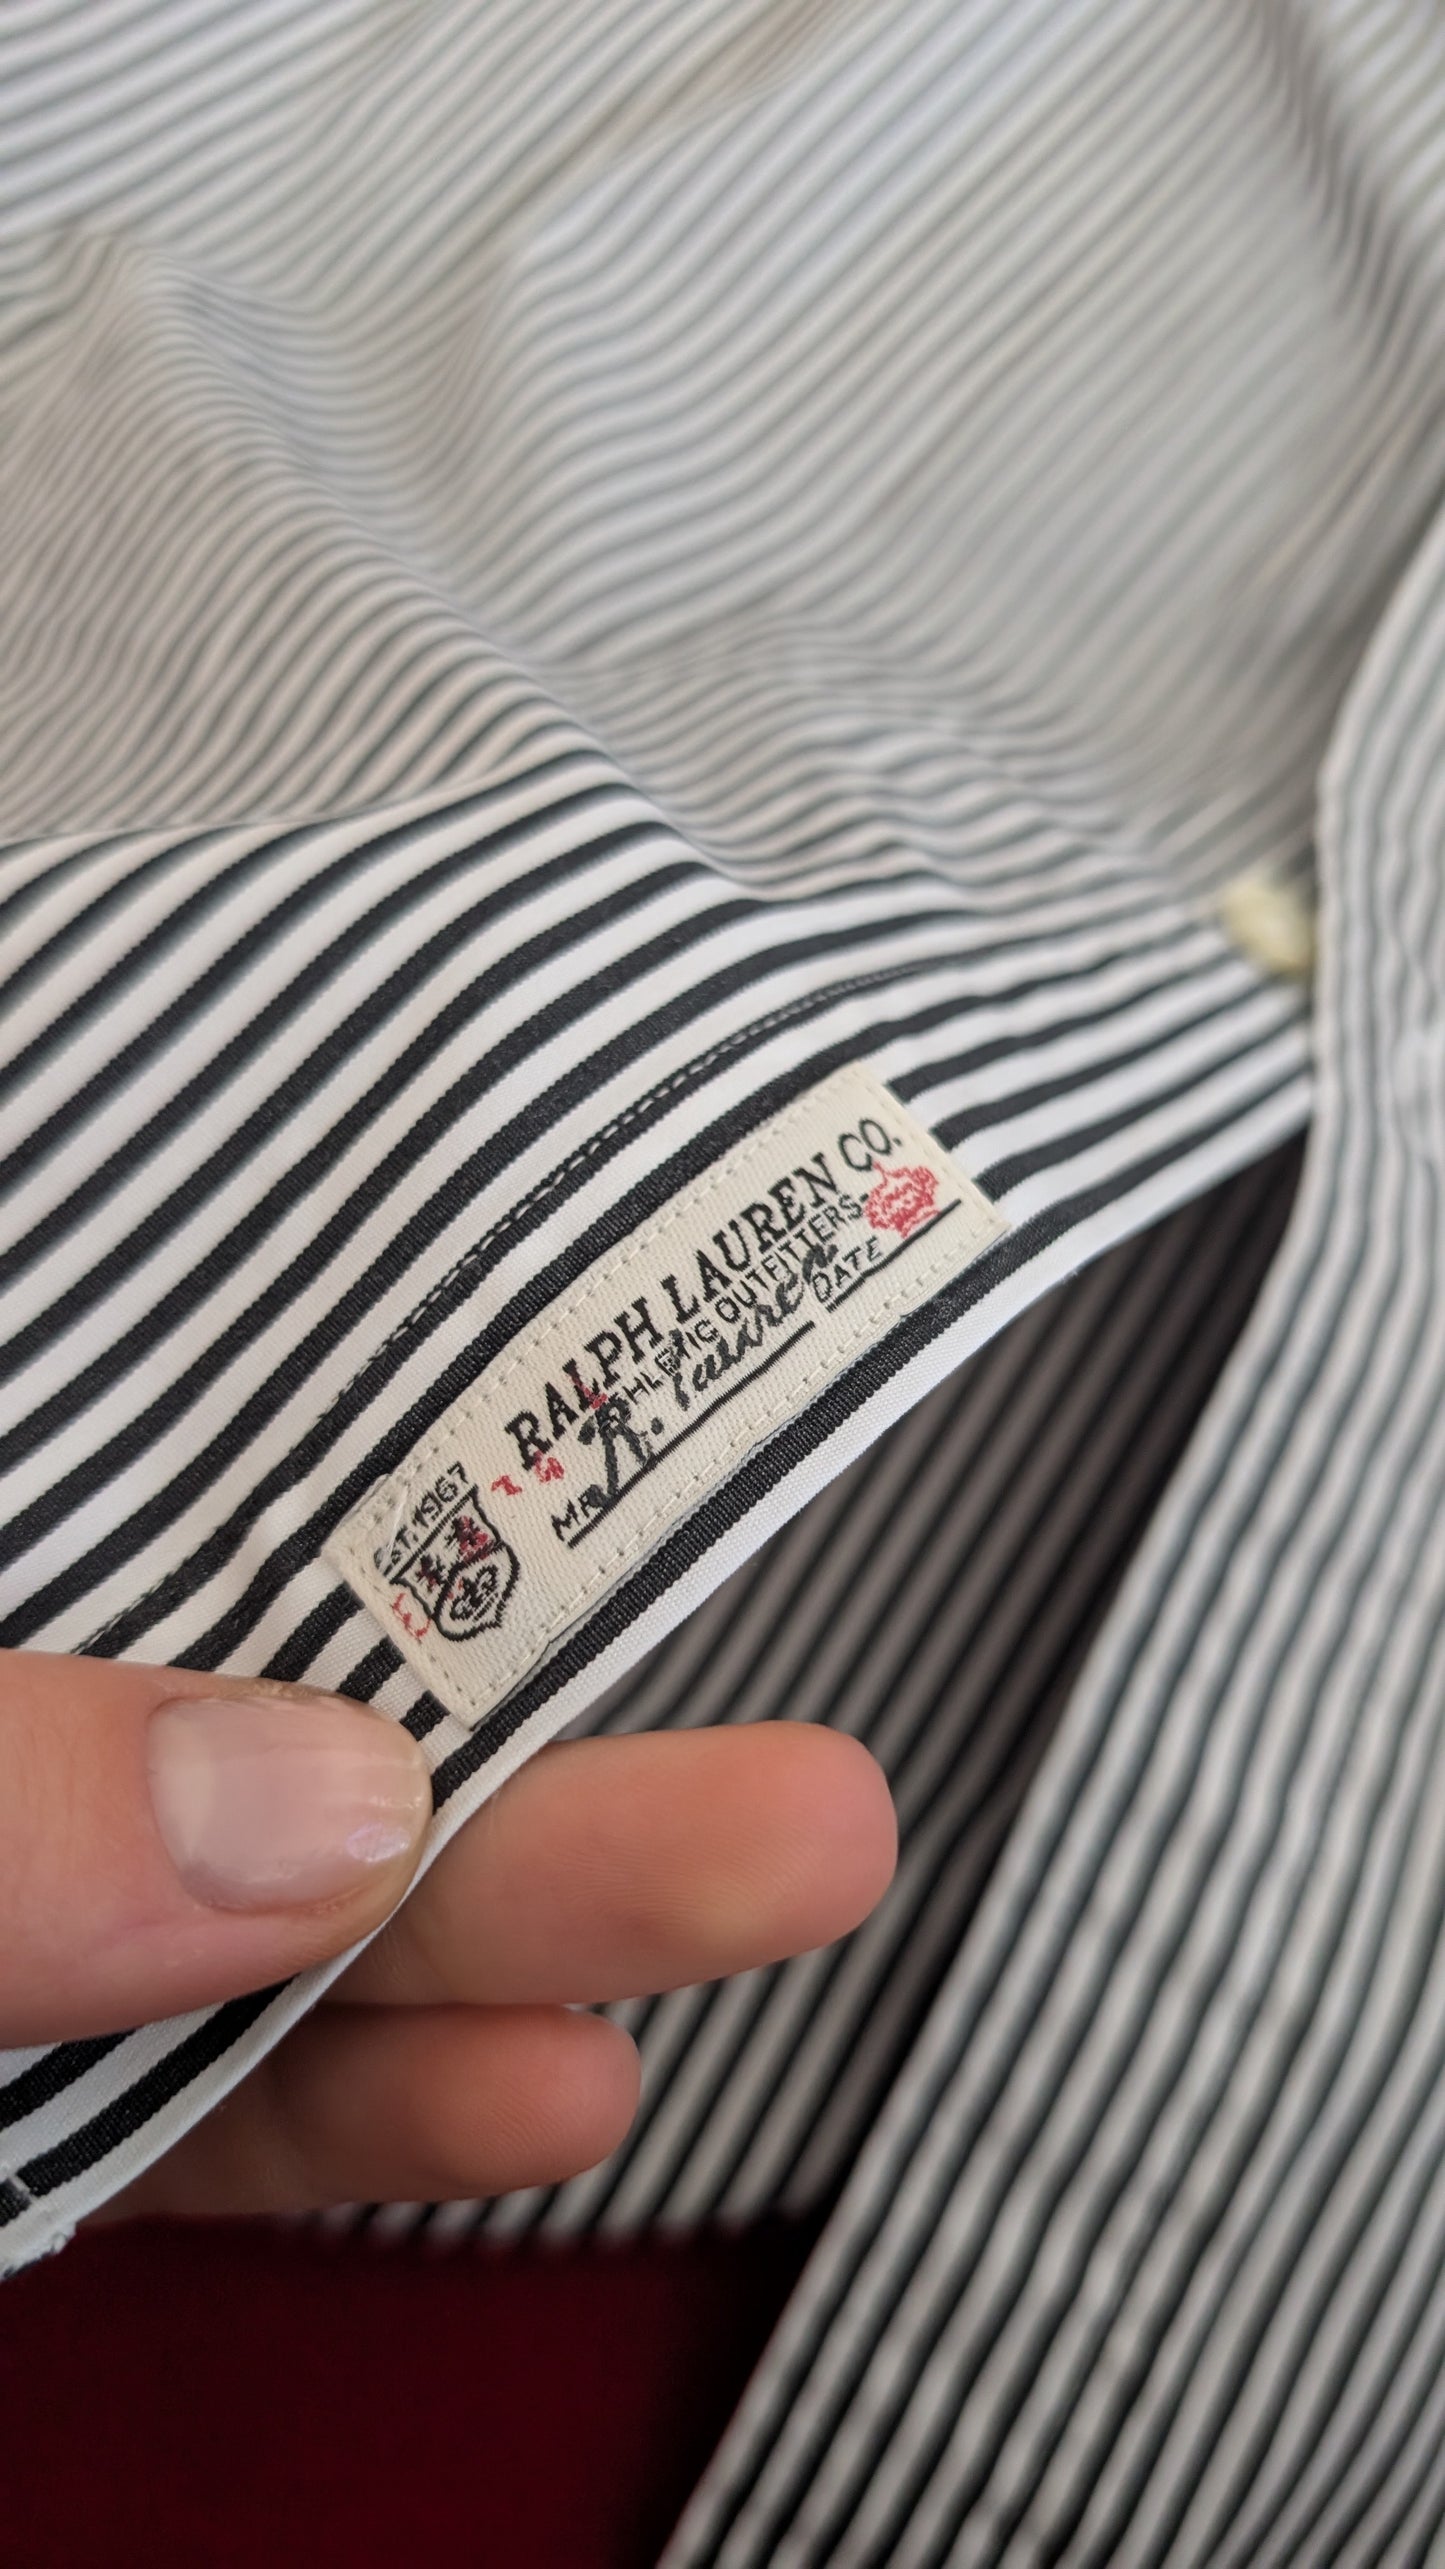 RALPH LAUREN CO.
ATHLETIC OUTFITTERS
EST. 1967
MR. R. Lauren DATE